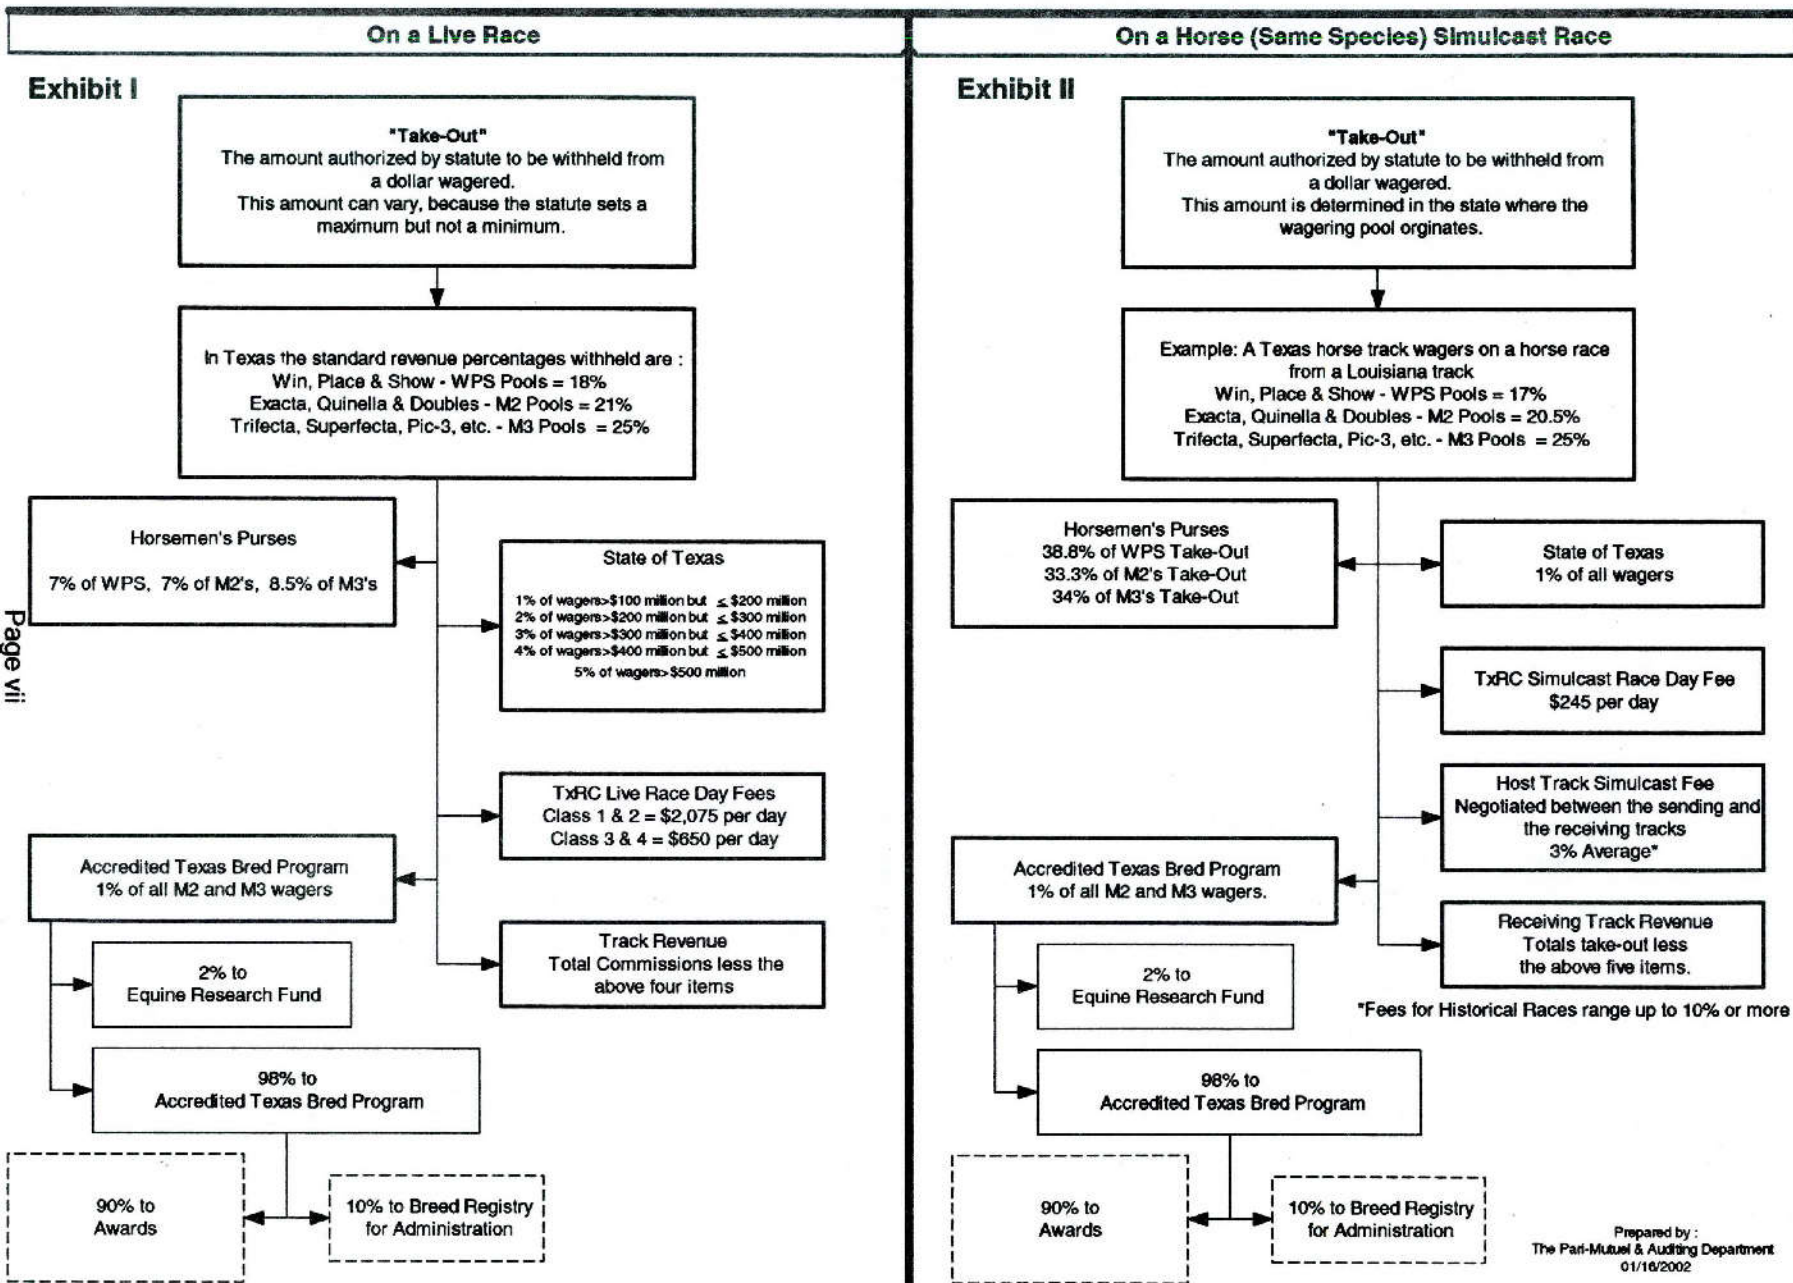 On a Live Race
Exhibit I
"Take-Out"
The amount authorized by statute to be withheld from
a dollar wagered.
This amount can vary, because the statute sets a
maximum but not a minimum.
In Texas the standard revenue percentages withheld are :
Win, Place & Show - WPS Pools = 18%
Exacta, Quinella & Doubles - M2 Pools = 21%
Trifecta, Superfecta, Pic-3, etc. - M3 Pools = 25%
Horsemen's Purses
7% of WPS, 7% of M2's, 8.5% of M3's
State of Texas
1% of wagers>$100 million but ≤ $200 million
2% of wagers>$200 million but ≤ $300 million
3% of wagers>$300 million but ≤ $400 million
4% of wagers>$400 million but ≤ $500 million
5% of wagers>$500 million
TxRC Live Race Day Fees
Class 1 & 2 = $2,075 per day
Class 3 & 4 = $650 per day
Accredited Texas Bred Program
1% of all M2 and M3 wagers
Track Revenue
Total Commissions less the
above four items
2% to
Equine Research Fund
98% to
Accredited Texas Bred Program
90% to
Awards
10% to Breed Registry
for Administration
Page vii
On a Horse (Same Species) Simulcast Race
Exhibit II
"Take-Out"
The amount authorized by statute to be withheld from
a dollar wagered.
This amount is determined in the state where the
wagering pool orginates.
Example: A Texas horse track wagers on a horse race
from a Louisiana track
Win, Place & Show - WPS Pools = 17%
Exacta, Quinella & Doubles - M2 Pools = 20.5%
Trifecta, Superfecta, Pic-3, etc. - M3 Pools = 25%
Horsemen's Purses
38.8% of WPS Take-Out
33.3% of M2's Take-Out
34% of M3's Take-Out
State of Texas
1% of all wagers
TxRC Simulcast Race Day Fee
$245 per day
Host Track Simulcast Fee
Negotiated between the sending and
the receiving tracks
3% Average*
Accredited Texas Bred Program
1% of all M2 and M3 wagers.
Receiving Track Revenue
Totals take-out less
the above five items.
*Fees for Historical Races range up to 10% or more
2% to
Equine Research Fund
98% to
Accredited Texas Bred Program
90% to
Awards
10% to Breed Registry
for Administration
Prepared by :
The Pari-Mutuel & Auditing Department
01/16/2002